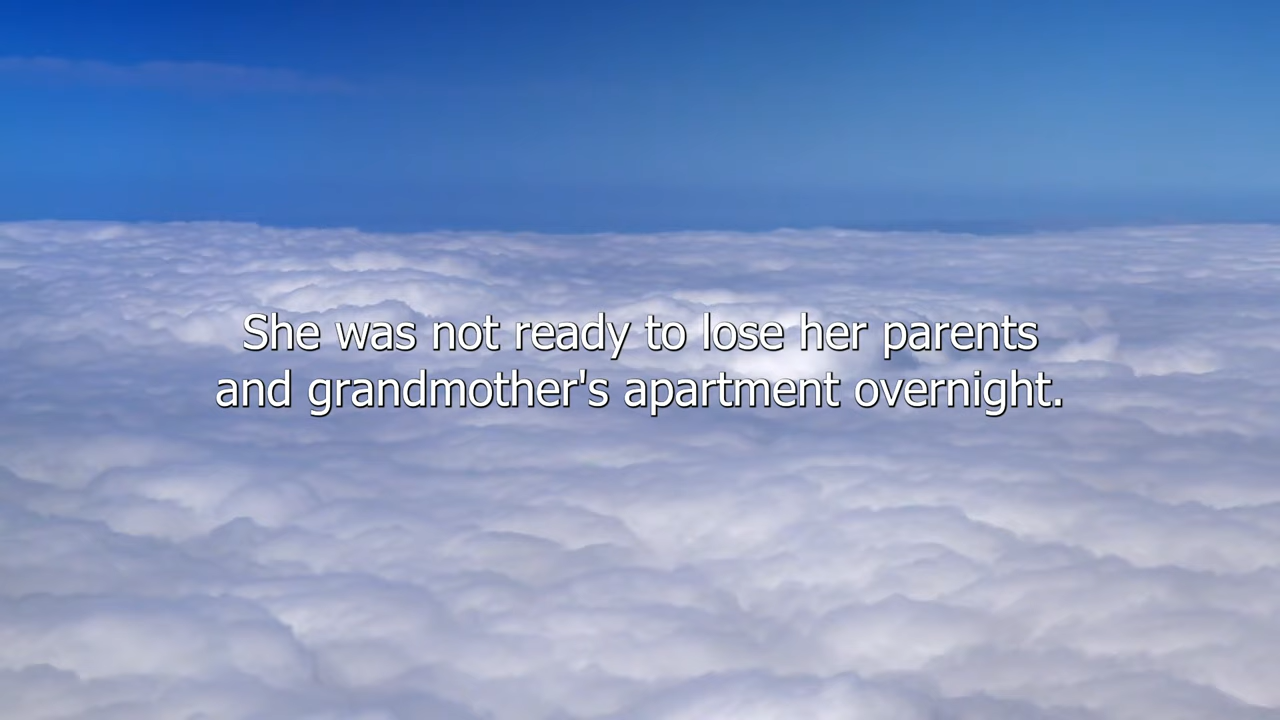 She was not ready to lose her parents
and grandmother's apartment overnight.